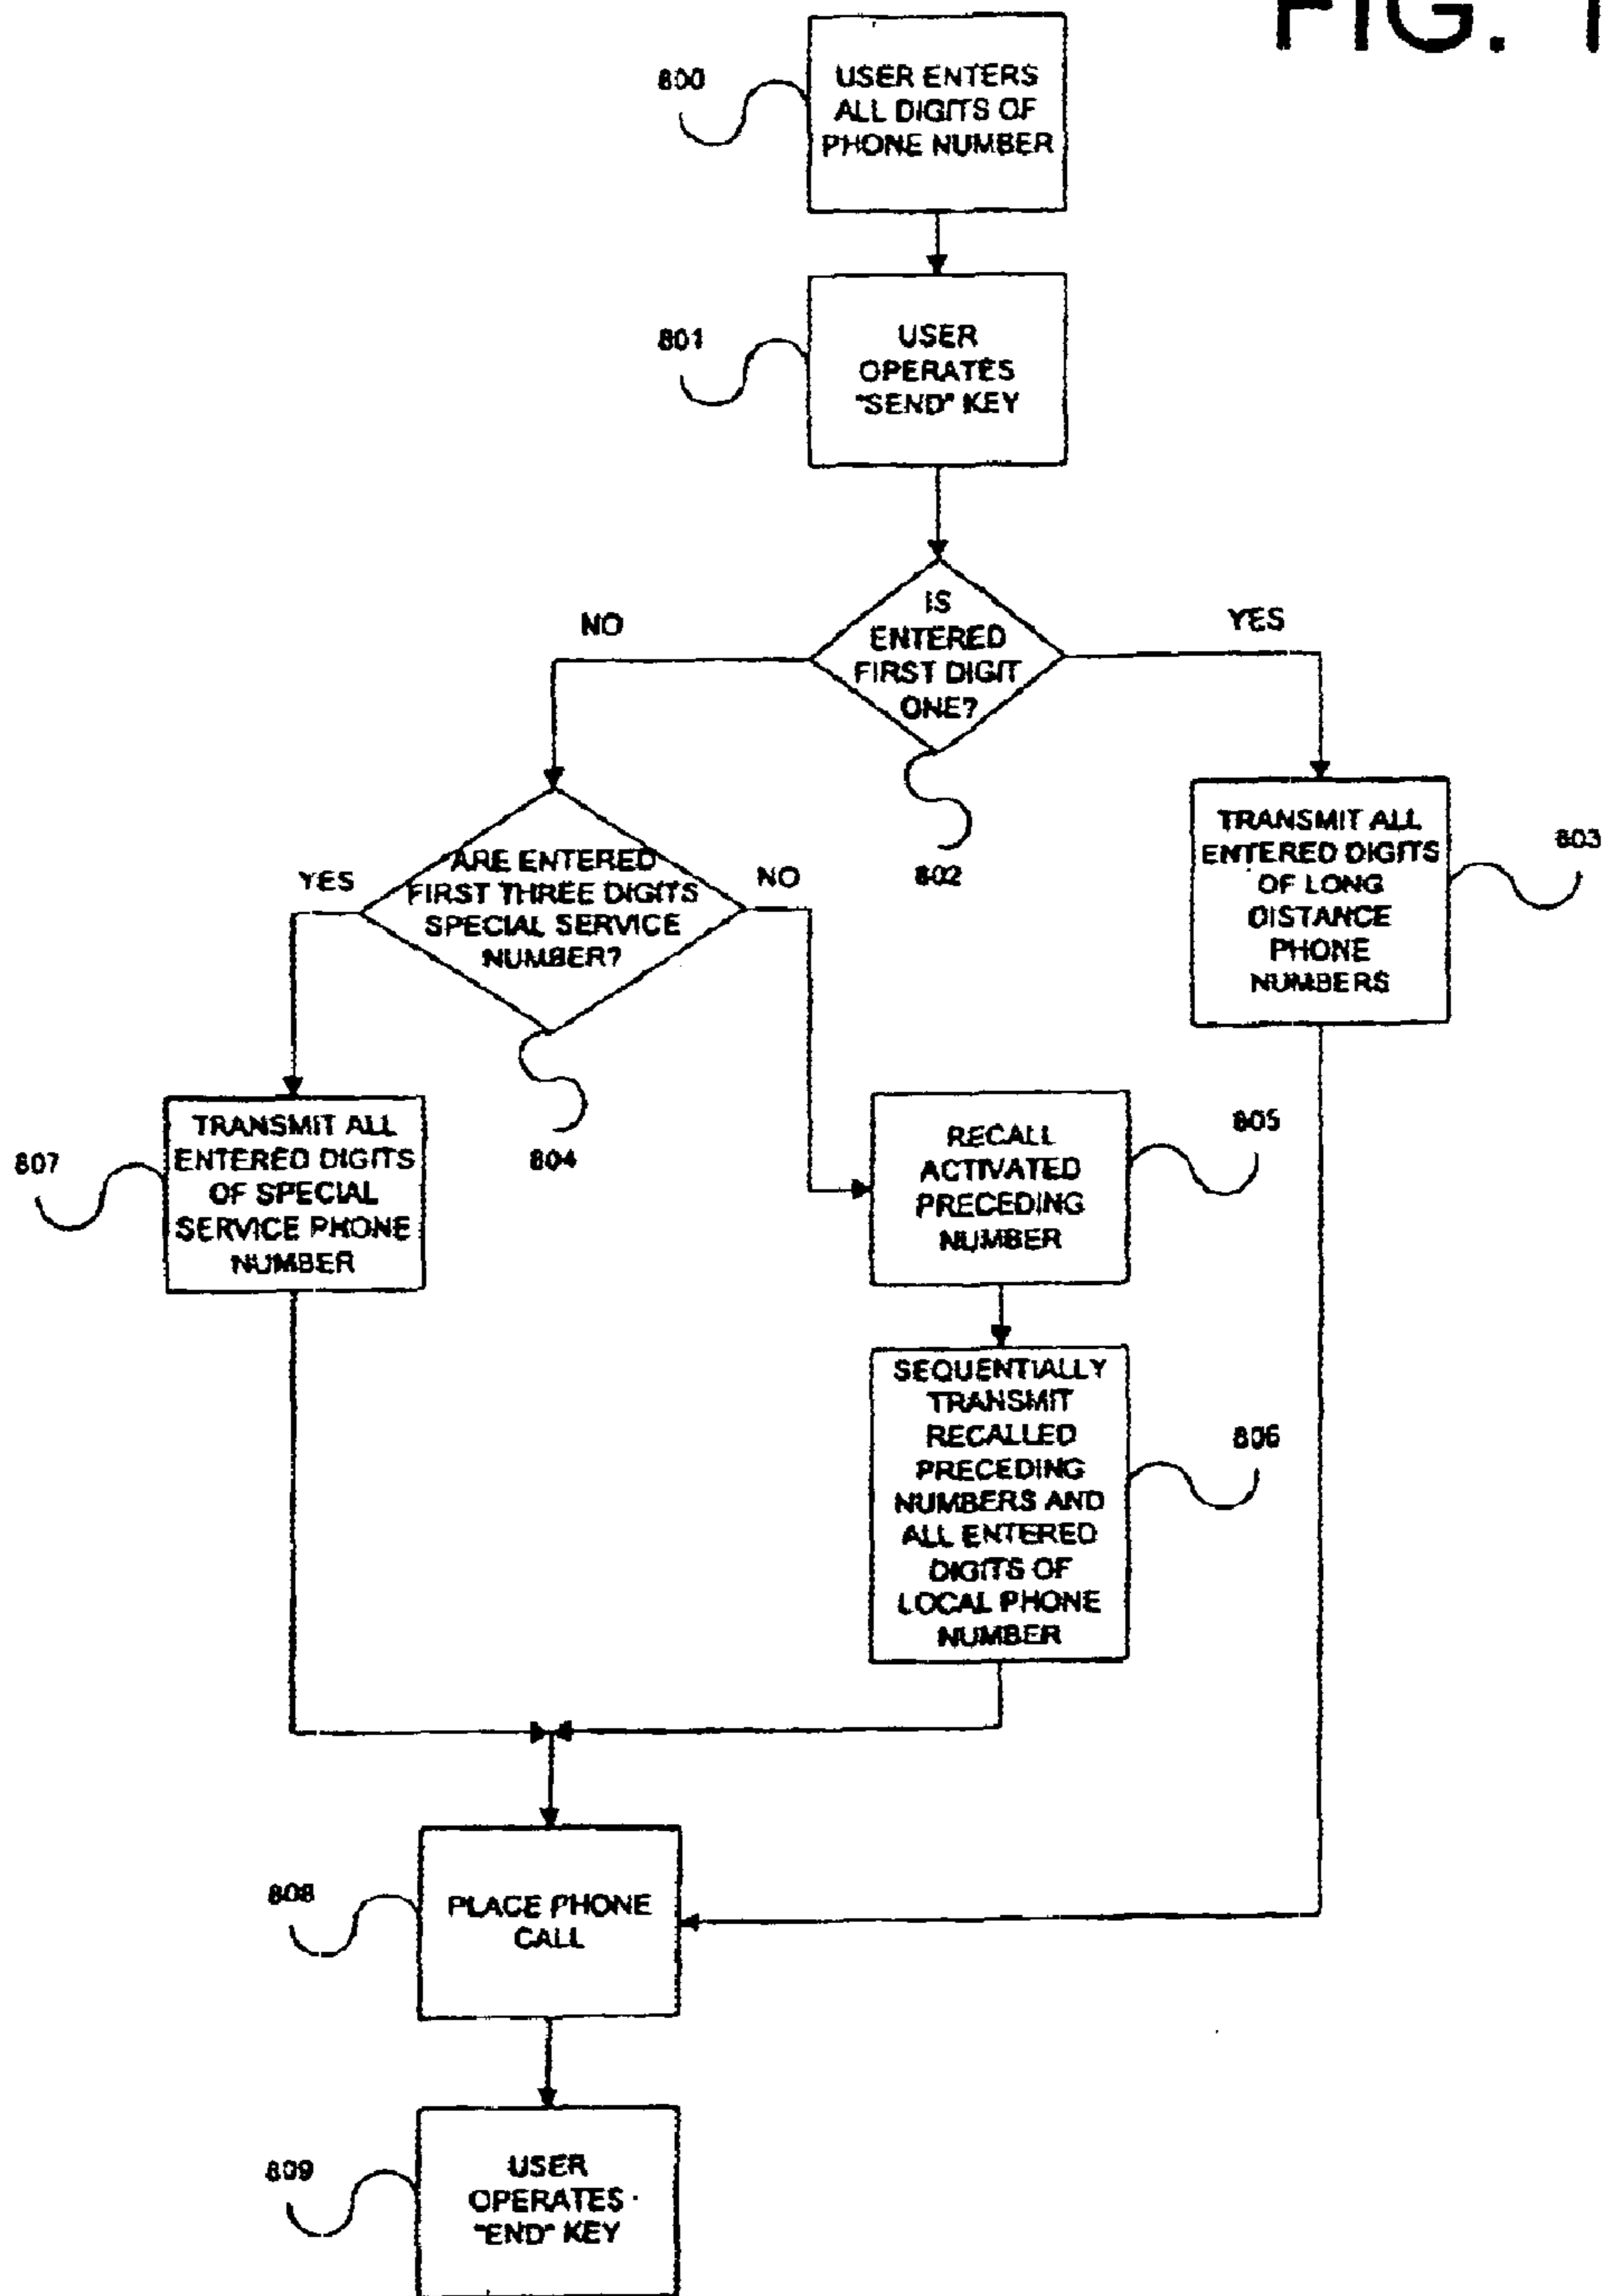 FIG. 1
800
USER ENTERS
ALL DIGITS OF
PHONE NUMBER
801
USER
OPERATES
"SEND" KEY
IS
ENTERED
FIRST DIGIT
ONE?
NO
YES
802
TRANSMIT ALL
ENTERED DIGITS
OF LONG
DISTANCE
PHONE
NUMBERS
803
ARE ENTERED
FIRST THREE DIGITS
SPECIAL SERVICE
NUMBER?
YES
NO
804
807
TRANSMIT ALL
ENTERED DIGITS
OF SPECIAL
SERVICE PHONE
NUMBER
RECALL
ACTIVATED
PRECEDING
NUMBER
805
SEQUENTIALLY
TRANSMIT
RECALLED
PRECEDING
NUMBERS AND
ALL ENTERED
DIGITS OF
LOCAL PHONE
NUMBER
806
808
PLACE PHONE
CALL
809
USER
OPERATES
"END" KEY